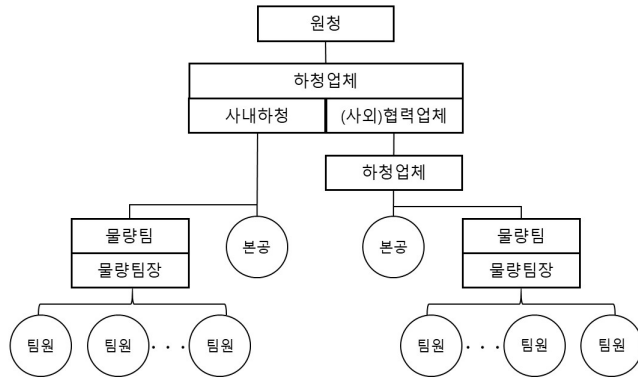 원청
하청업체
사내하청 (사외)협력업체
하청업체
물량팀 본공 본공 물량팀
물량팀장 물량팀장
팀원 팀원 · · · 팀원 팀원 · · · 팀원 팀원